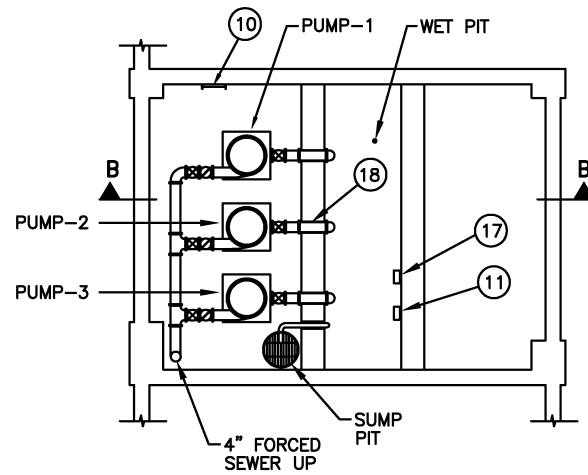 10
PUMP-1
WET PIT
B
B
18
PUMP-2
17
PUMP-3
11
4" FORCED
SEWER UP
SUMP
PIT